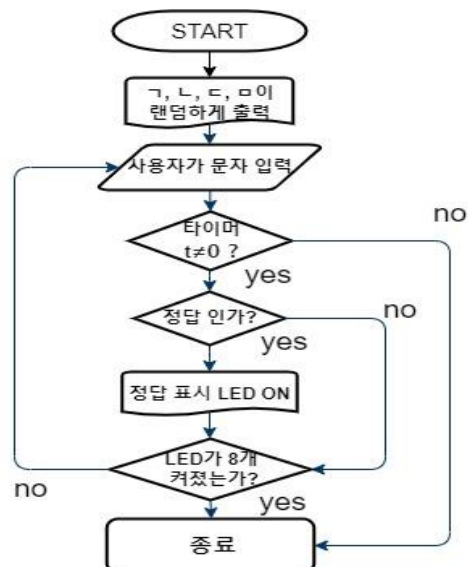 START
ㄱ, ㄴ, ㄷ, ㅁ이
랜덤하게 출력
사용자가 문자 입력
타이머
t≠0 ?
no
yes
정답 인가?
no
yes
정답 표시 LED ON
LED가 8개
켜졌는가?
no
yes
종료